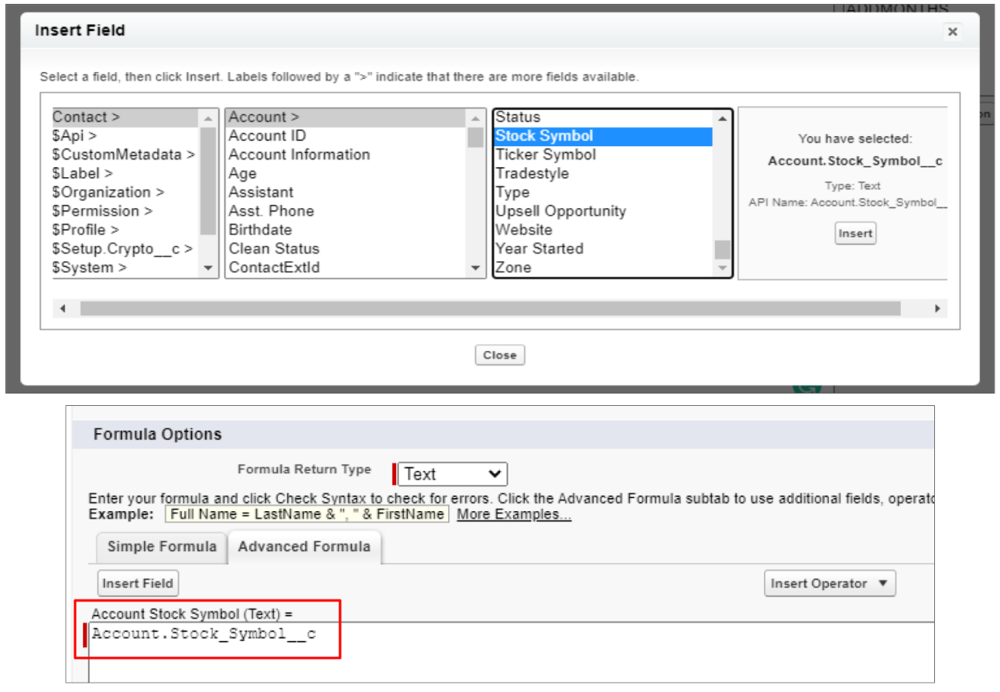 ADDMONTHS
Insert Field
×
Select a field, then click Insert. Labels followed by a ">" indicate that there are more fields available.
Contact >
$Api >
$CustomMetadata >
$Label >
$Organization >
$Permission >
$Profile >
$Setup.Crypto__c >
$System >
Account >
Account ID
Account Information
Age
Assistant
Asst. Phone
Birthdate
Clean Status
ContactExtId
Status
Stock Symbol
Ticker Symbol
Tradestyle
Type
Upsell Opportunity
Website
Year Started
Zone
You have selected:
Account.Stock_Symbol__c
Type: Text
API Name: Account.Stock_Symbol__
Insert
on
Close
Formula Options
Formula Return Type
Text
Enter your formula and click Check Syntax to check for errors. Click the Advanced Formula subtab to use additional fields, operato
Example: Full Name = LastName & ", " & FirstName More Examples...
Simple Formula
Advanced Formula
Insert Field
Insert Operator
Account Stock Symbol (Text) =
Account.Stock_Symbol__c